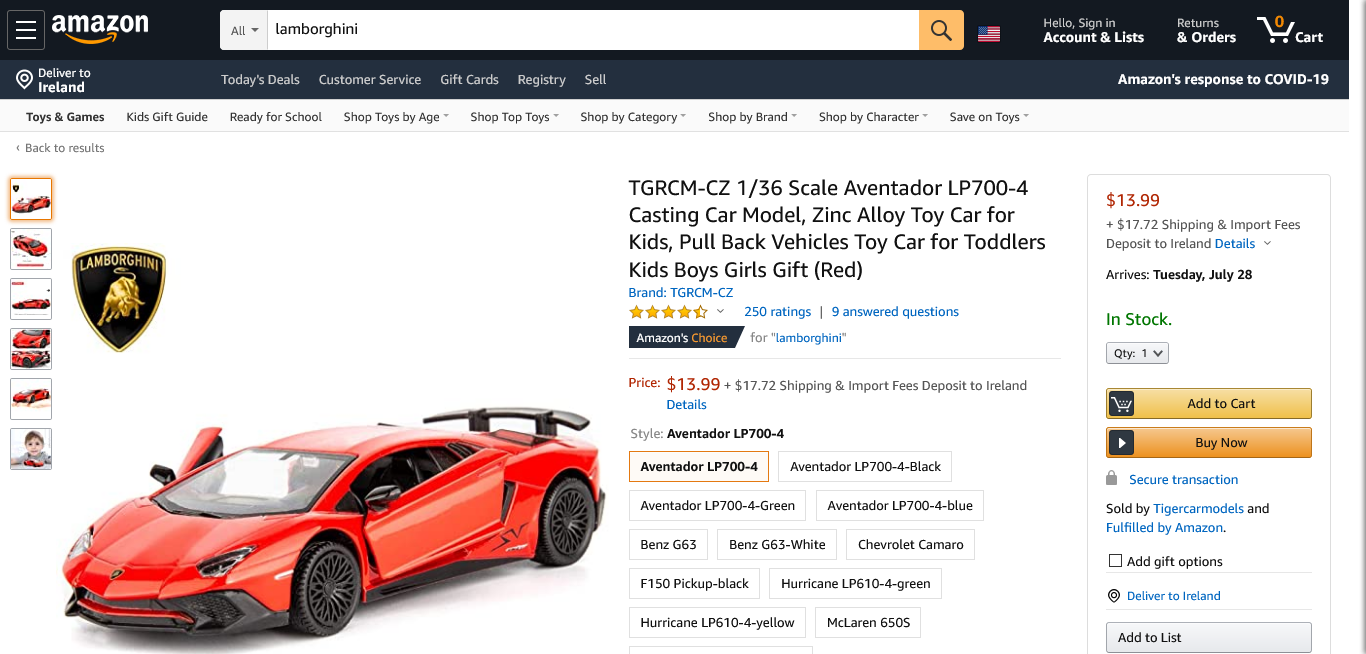 amazon
All
lamborghini
Hello, Sign in
Account & Lists
Returns
& Orders
0
Cart
Deliver to
Ireland
Today's Deals
Customer Service
Gift Cards
Registry
Sell
Amazon's response to COVID-19
Toys & Games
Kids Gift Guide
Ready for School
Shop Toys by Age
Shop Top Toys
Shop by Category
Shop by Brand
Shop by Character
Save on Toys
‹ Back to results
LAMBORGHINI
TGRCM-CZ 1/36 Scale Aventador LP700-4
Casting Car Model, Zinc Alloy Toy Car for
Kids, Pull Back Vehicles Toy Car for Toddlers
Kids Boys Girls Gift (Red)
Brand: TGRCM-CZ
250 ratings | 9 answered questions
Amazon's Choice for "lamborghini"
Price: $13.99 + $17.72 Shipping & Import Fees Deposit to Ireland
Details
Style: Aventador LP700-4
Aventador LP700-4
Aventador LP700-4-Black
Aventador LP700-4-Green
Aventador LP700-4-blue
Benz G63
Benz G63-White
Chevrolet Camaro
F150 Pickup-black
Hurricane LP610-4-green
Hurricane LP610-4-yellow
McLaren 650S
$13.99
+ $17.72 Shipping & Import Fees
Deposit to Ireland Details
Arrives: Tuesday, July 28
In Stock.
Qty: 1
Add to Cart
Buy Now
Secure transaction
Sold by Tigercarmodels and
Fulfilled by Amazon.
Add gift options
Deliver to Ireland
Add to List